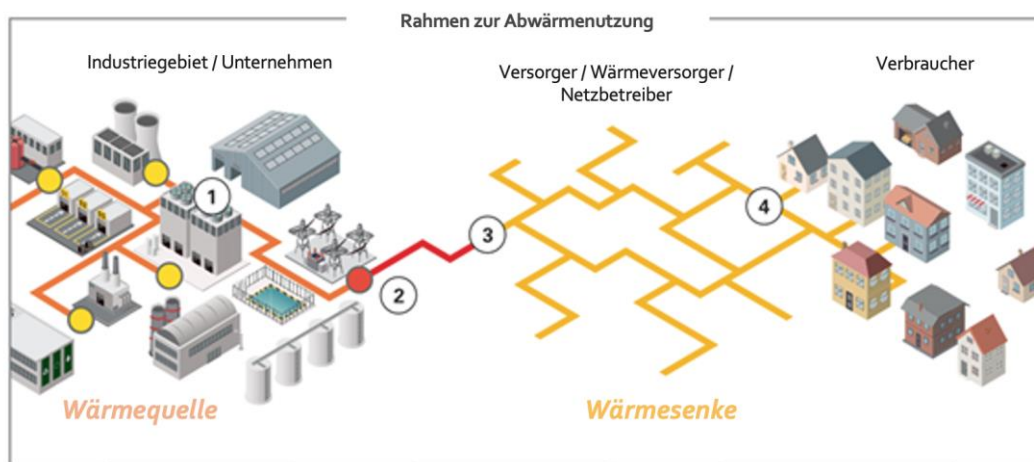 Rahmen zur Abwärmenutzung
Industriegebiet / Unternehmen
Versorger / Wärmeversorger /
Netzbetreiber
Verbraucher
1
2
3
4
Wärmequelle
Wärmesenke